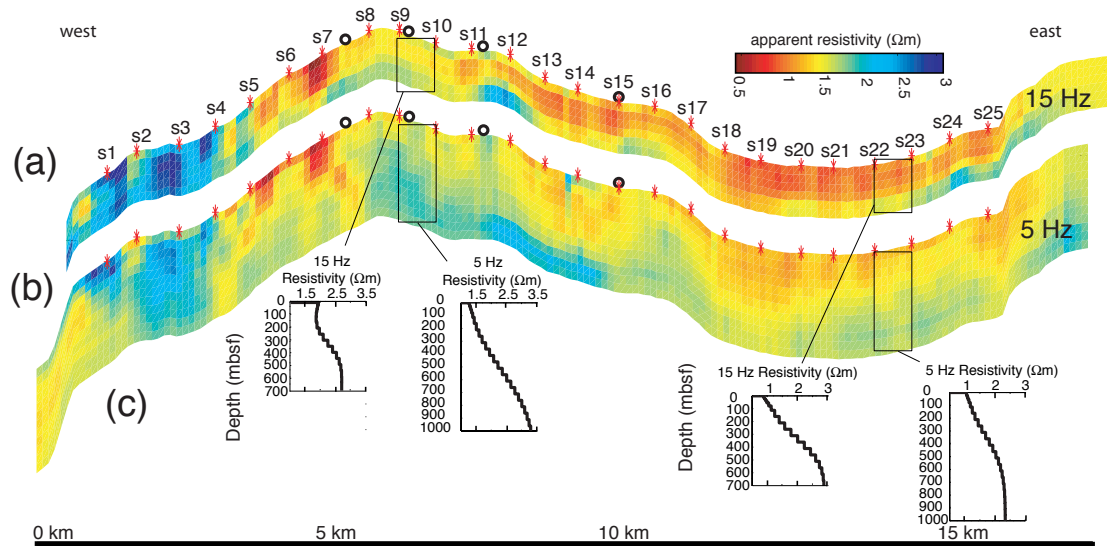 west
east
s1
s2
s3
s4
s5
s6
s7
s8
s9
s10
s11
s12
s13
s14
s15
s16
s17
s18
s19
s20
s21
s22
s23
s24
s25
apparent resistivity (Ωm)
0.5
1
1.5
2
2.5
3
15 Hz
5 Hz
(a)
(b)
(c)
15 Hz
Resistivity (Ωm)
1.5 2.5 3.5
0
100
200
300
400
500
600
700
Depth (mbsf)
5 Hz
Resistivity (Ωm)
1.5 2.5 3.5
0
100
200
300
400
500
600
700
800
900
1000
15 Hz Resistivity (Ωm)
1 2 3
0
100
200
300
400
500
600
700
Depth (mbsf)
5 Hz Resistivity (Ωm)
1 2 3
0
100
200
300
400
500
600
700
800
900
1000
0 km 5 km 10 km 15 km